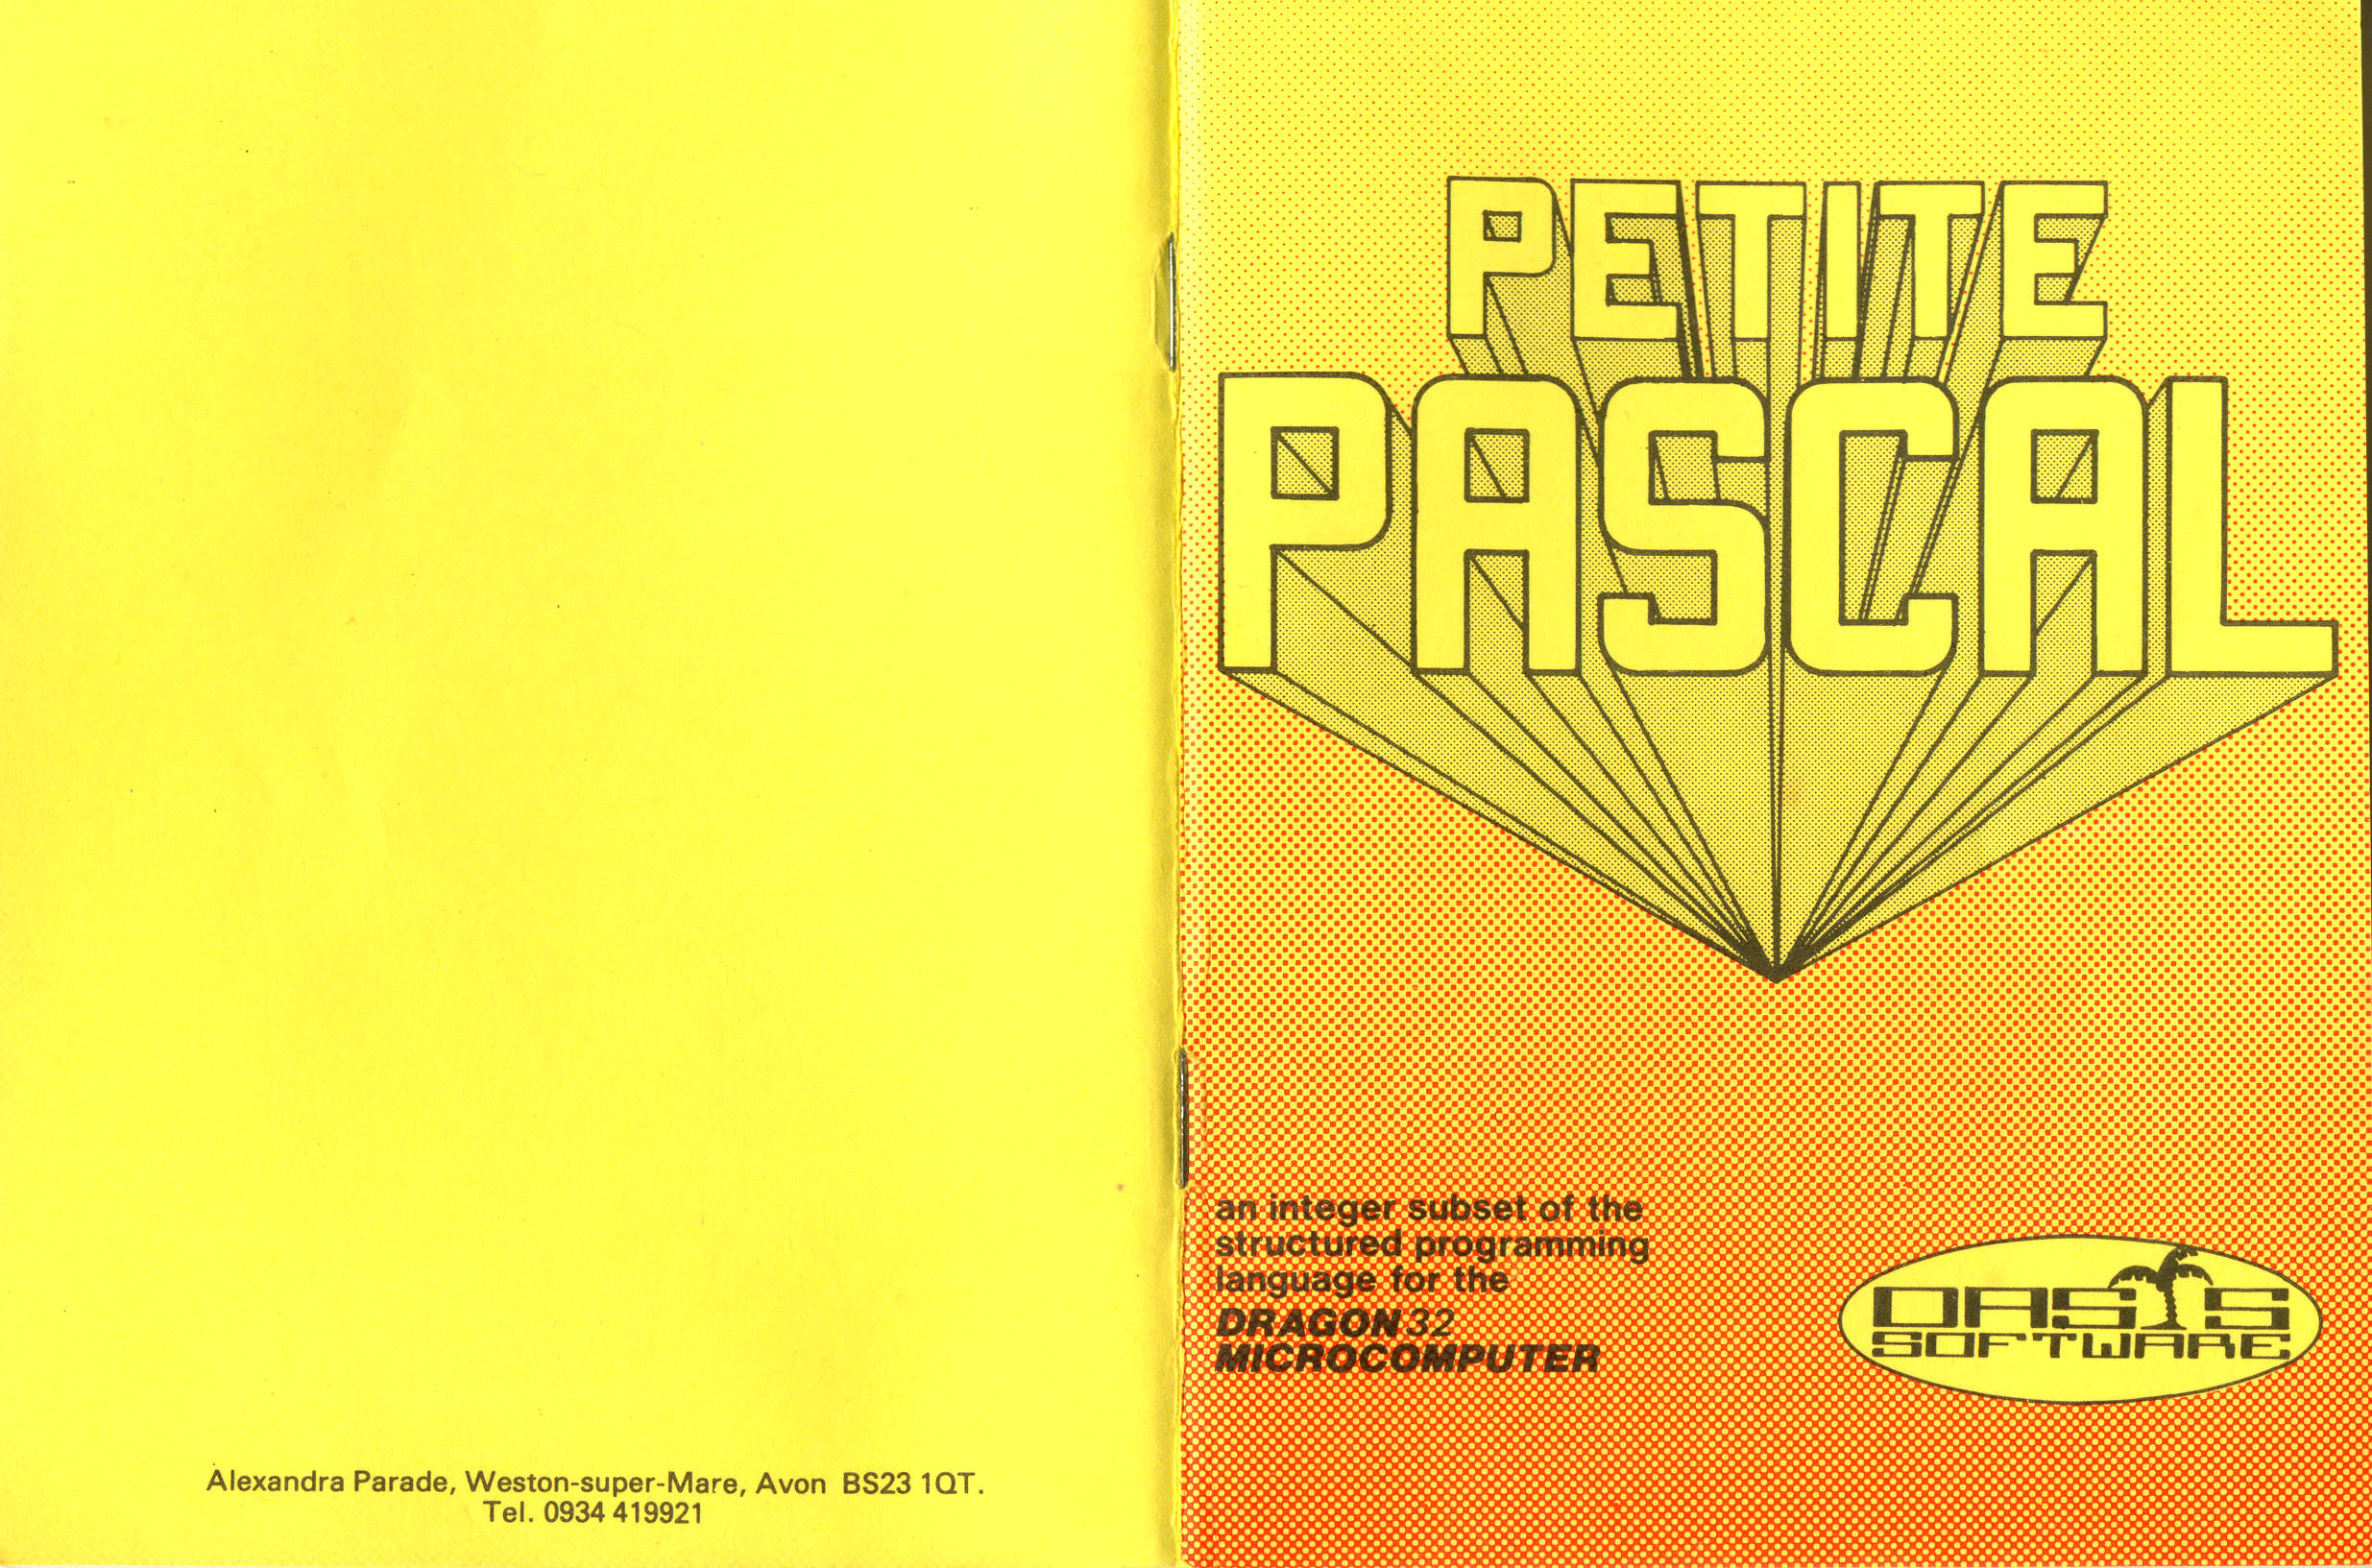 Alexandra Parade, Weston-super-Mare, Avon BS23 1QT.
Tel. 0934 419921
PETITE
PASCAL
an integer subset of the
structured programming
language for the
DRAGON 32
MICROCOMPUTER
OASIS
SOFTWARE